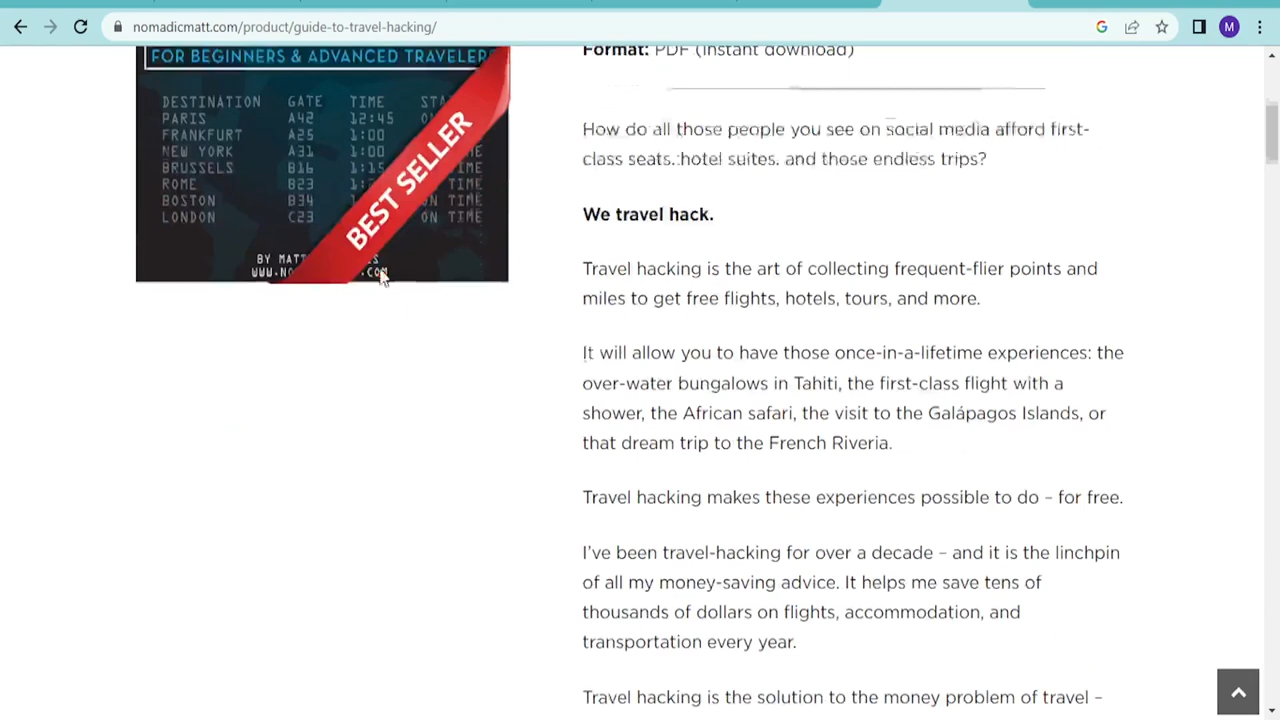 nomadicmatt.com/product/guide-to-travel-hacking/
M
FOR BEGINNERS & ADVANCED TRAVELER
DESTINATION GATE TIME STA
PARIS A42 12:45
FRANKFURT A25 1:00
NEW YORK A31 1:00
BRUSSELS B16 1:15 TIME
ROME B23 TIME
BOSTON B34 ON TIME
LONDON C23 ON TIME
BEST SELLER
BY MATT
Format: PDF (instant download)
How do all those people you see on social media afford first-
class seats, hotel suites, and those endless trips?
We travel hack.
Travel hacking is the art of collecting frequent-flier points and
miles to get free flights, hotels, tours, and more.
It will allow you to have those once-in-a-lifetime experiences: the
over-water bungalows in Tahiti, the first-class flight with a
shower, the African safari, the visit to the Galápagos Islands, or
that dream trip to the French Riveria.
Travel hacking makes these experiences possible to do – for free.
I've been travel-hacking for over a decade – and it is the linchpin
of all my money-saving advice. It helps me save tens of
thousands of dollars on flights, accommodation, and
transportation every year.
Travel hacking is the solution to the money problem of travel –